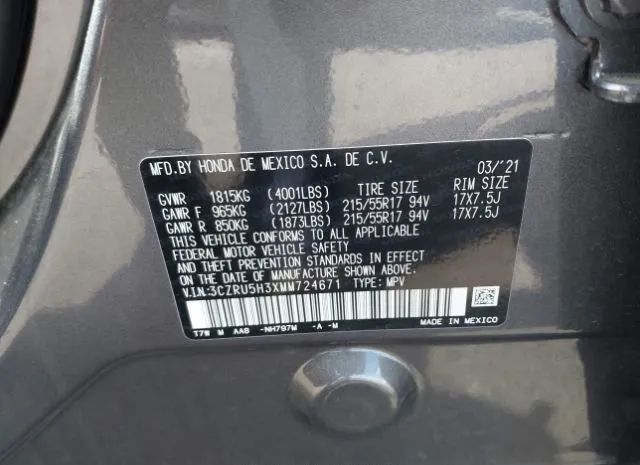 MFD.BY HONDA DE MEXICO S.A. DE C.V. 03/'21
GVWR 1815KG (4001LBS) TIRE SIZE RIM SIZE
GAWR F 965KG (2127LBS) 215/55R17 94V 17X7.5J
GAWR R 850KG (1873LBS) 215/55R17 94V 17X7.5J
THIS VEHICLE CONFORMS TO ALL APPLICABLE
FEDERAL MOTOR VEHICLE SAFETY
AND THEFT PREVENTION STANDARDS IN EFFECT
ON THE DATE OF MANUFACTURE SHOWN ABOVE.
V.I.N:3CZRU5H3XMM724671 TYPE: MPV
T7W M AAB -NH797M -A -M MADE IN MEXICO